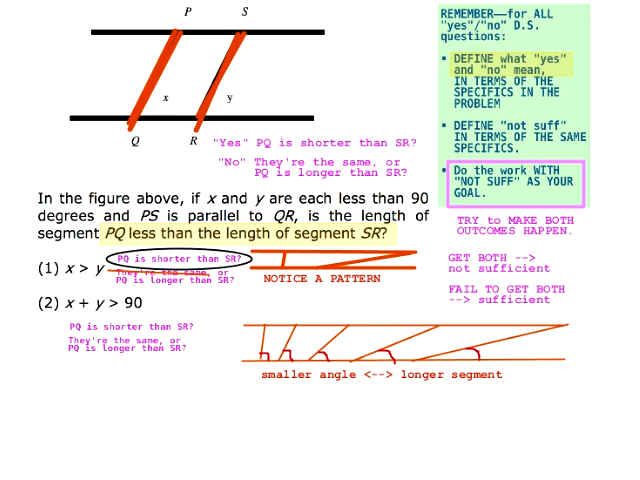 P
S
x
y
Q
R
"Yes" PQ is shorter than SR?
"No" They're the same, or
PQ is longer than SR?
REMEMBER—for ALL
"yes"/"no" D.S.
questions:
• DEFINE what "yes"
and "no" mean,
IN TERMS OF THE
SPECIFICS IN THE
PROBLEM
• DEFINE "not suff"
IN TERMS OF THE SAME
SPECIFICS.
• Do the work WITH
"NOT SUFF" AS YOUR
GOAL.
TRY to MAKE BOTH
OUTCOMES HAPPEN.
GET BOTH -->
not sufficient
FAIL TO GET BOTH
--> sufficient
In the figure above, if x and y are each less than 90
degrees and PS is parallel to QR, is the length of
segment PQ less than the length of segment SR?
(1) x > y
PQ is shorter than SR?
They're the same, or
PQ is longer than SR?
NOTICE A PATTERN
(2) x + y > 90
PQ is shorter than SR?
They're the same, or
PQ is longer than SR?
smaller angle <--> longer segment